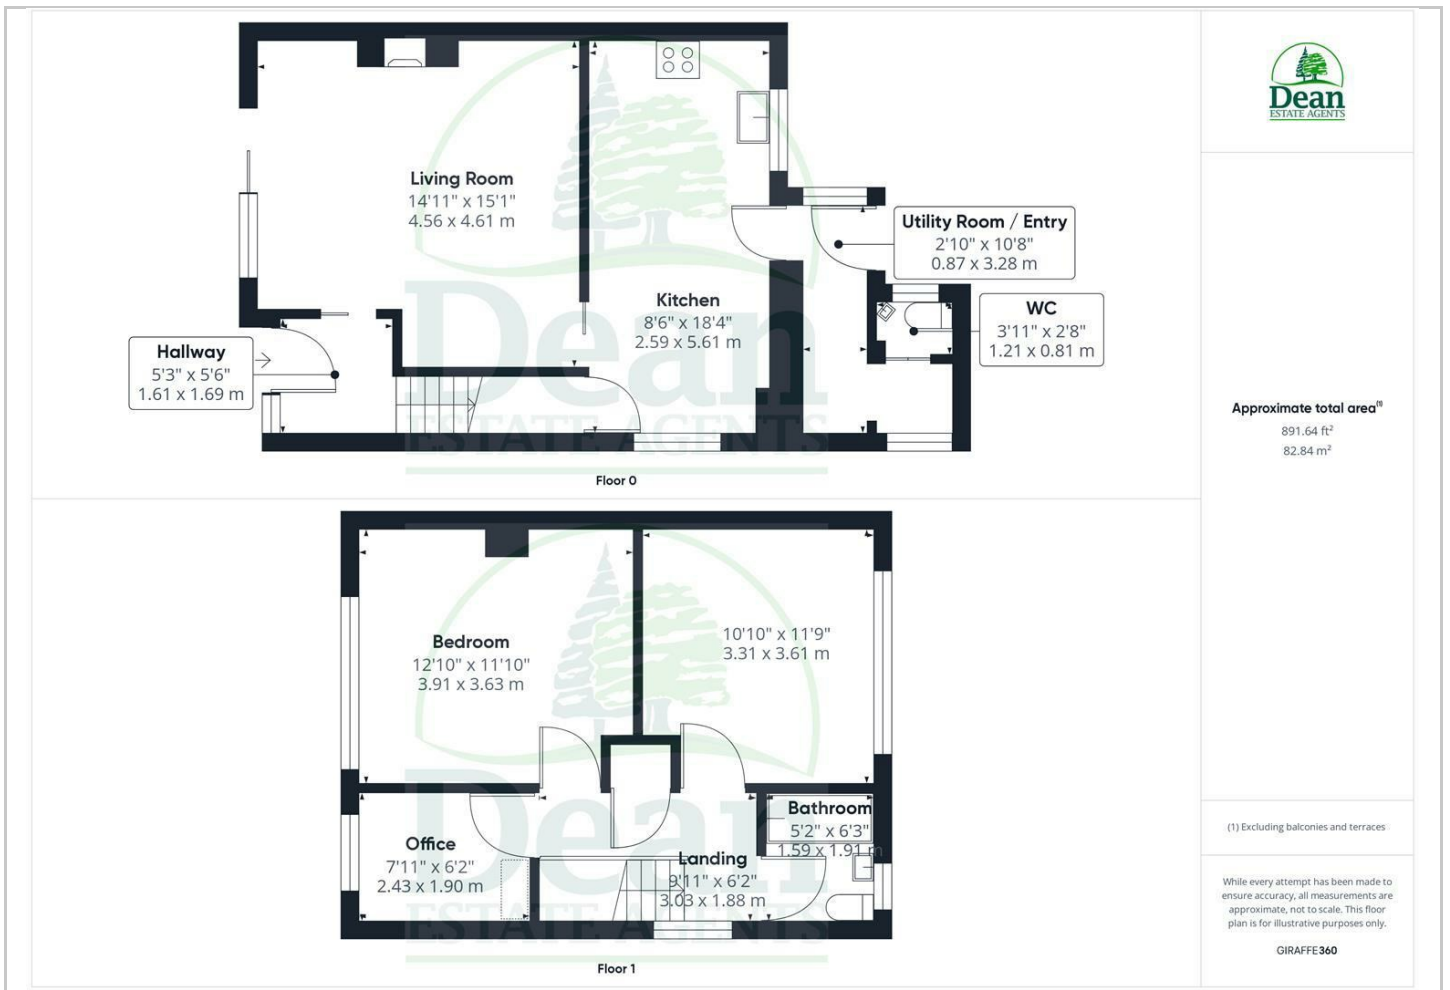 Living Room
14'11" x 15'1"
4.56 x 4.61 m
Kitchen
8'6" x 18'4"
2.59 x 5.61 m
Utility Room / Entry
2'10" x 10'8"
0.87 x 3.28 m
WC
3'11" x 2'8"
1.21 x 0.81 m
Hallway
5'3" x 5'6"
1.61 x 1.69 m
Dean
ESTATE AGENTS
Floor 0
Bedroom
12'10" x 11'10"
3.91 x 3.63 m
10'10" x 11'9"
3.31 x 3.61 m
Office
7'11" x 6'2"
2.43 x 1.90 m
Landing
9'11" x 6'2"
3.03 x 1.88 m
Bathroom
5'2" x 6'3"
1.59 x 1.91 m
Dean
ESTATE AGENTS
Floor 1
Dean
ESTATE AGENTS
Approximate total area(1)
891.64 ft²
82.84 m²
(1) Excluding balconies and terraces
While every attempt has been made to
ensure accuracy, all measurements are
approximate, not to scale. This floor
plan is for illustrative purposes only.
GIRAFFE360